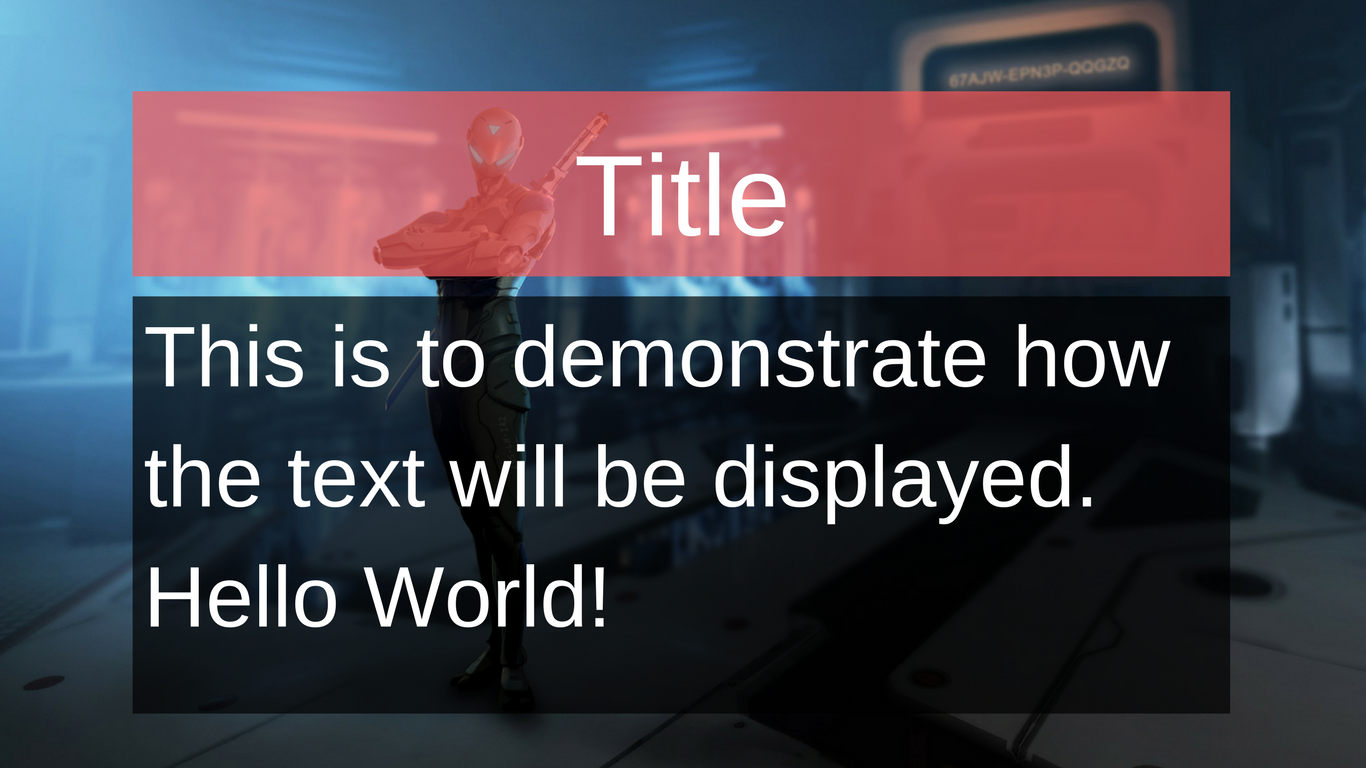 67AJW-EPN3P-QQGZQ
Title
This is to demonstrate how
the text will be displayed.
Hello World!